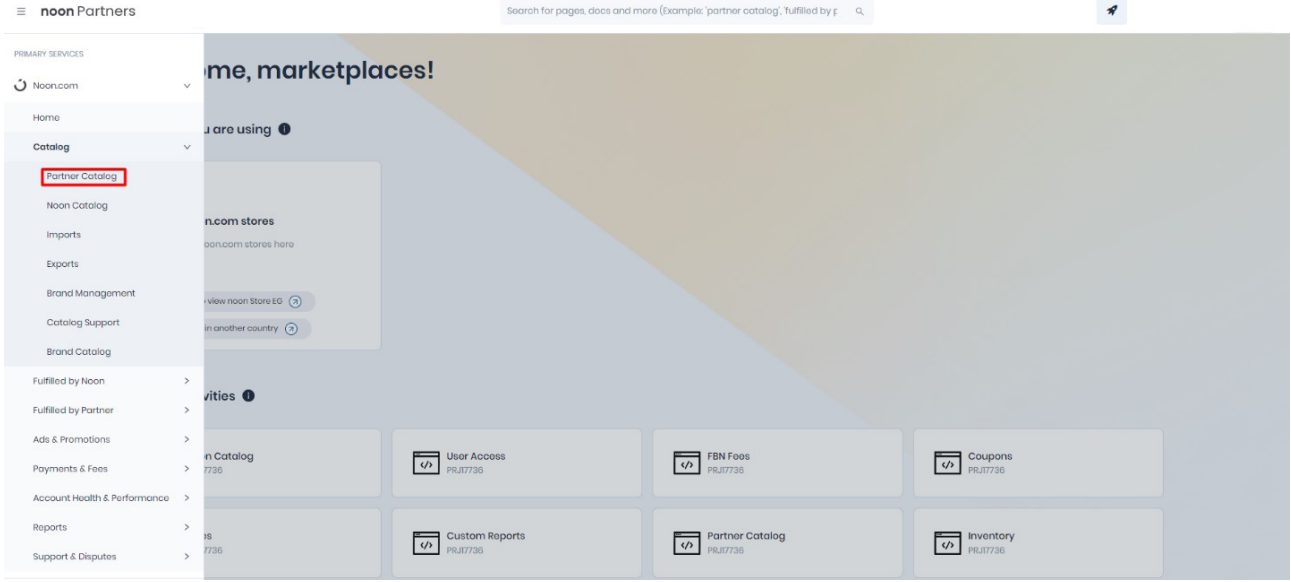 noon Partners
Search for pages, docs and more (Example: 'partner catalog', 'fulfilled by p
PRIMARY SERVICES
Noon.com
Home
Catalog
Partner Catalog
Noon Catalog
Imports
Exports
Brand Management
Catalog Support
Brand Catalog
Fulfilled by Noon
Fulfilled by Partner
Ads & Promotions
Payments & Fees
Account Health & Performance
Reports
Support & Disputes
ome, marketplaces!
u are using
n.com stores
oon.com stores here
view noon Store EG
in another country
vities
n Catalog
7736
User Access
PRJ17736
FBN Fees
PRJ17736
Coupons
PRJ17736
es
7736
Custom Reports
PRJ17736
Partner Catalog
PRJ17736
Inventory
PRJ17736